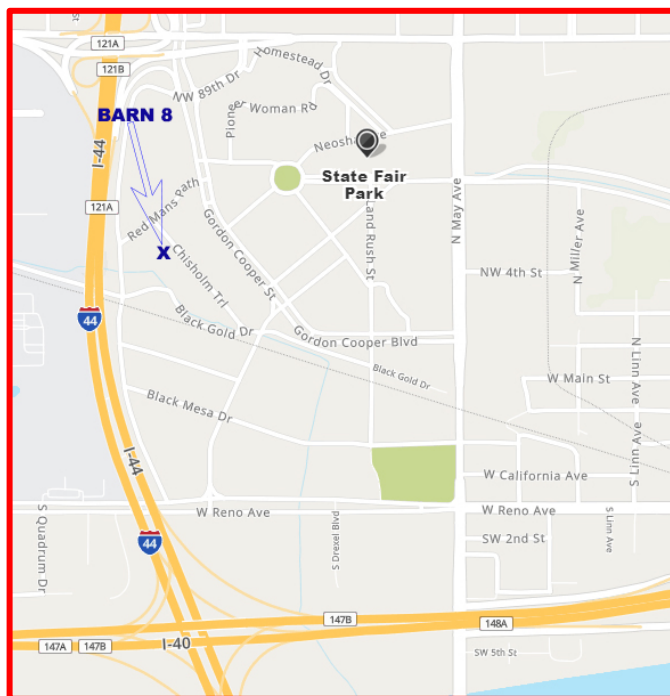 St
121A
121B
Homestead Dr
NW 89th Dr
Pioneer Woman Rd
BARN 8
Neosha
State Fair
Park
I-44
121A
Red Mans Path
Gordon Cooper St
Land Rush St
N May Ave
N Miller Ave
NW 4th St
X
Chisholm Trl
44
Black Gold Dr
Gordon Cooper Blvd
N Linn Ave
Black Gold Dr
W Main St
Black Mesa Dr
I-44
W California Ave
S Linn Ave
Ave
S Quadrum Dr
W Reno Ave
S Drexel Blvd
W Reno Ave
S Linn Ave
44
SW 2nd St
147B
148A
147A
147B
I-40
SW 5th St